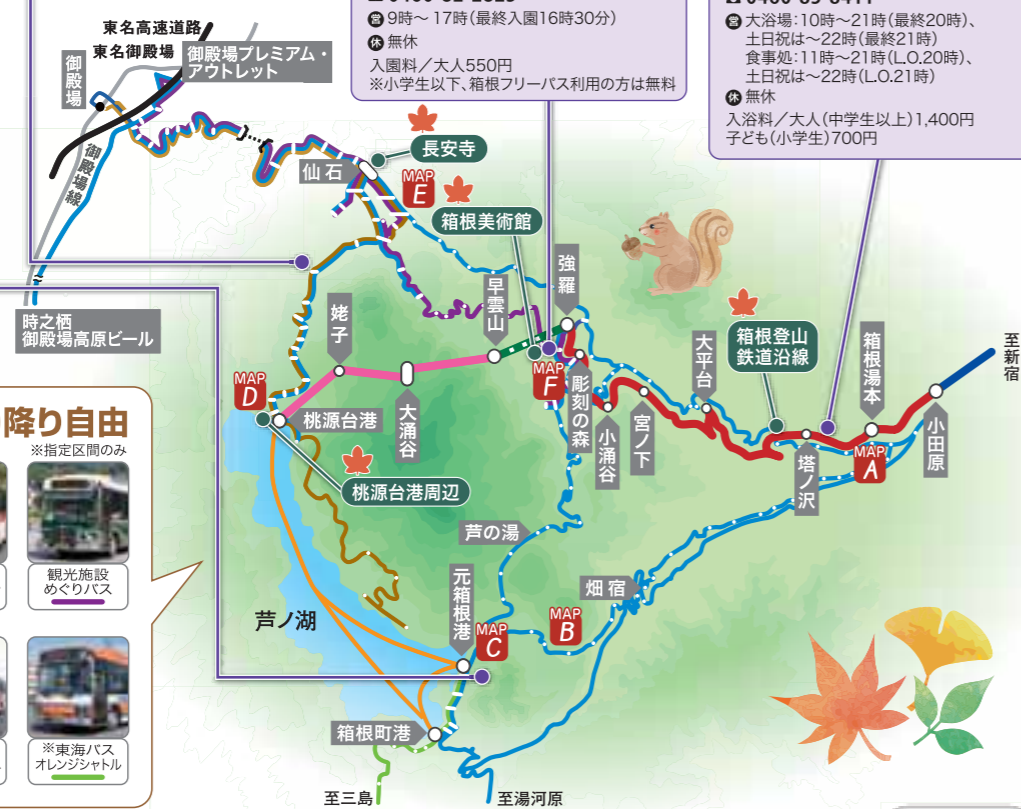 9時～17時(最終入園16時30分)
無休
入園料／大人550円
※小学生以下、箱根フリーパス利用の方は無料
営 大浴場:10時～21時(最終20時)、
土日祝は～22時(最終21時)
食事処:11時～21時(L.O.20時)、
土日祝は～22時(L.O.21時)
休 無休
入浴料／大人(中学生以上)1,400円
子ども(小学生)700円
東名高速道路
東名御殿場
御殿場プレミアム・
アウトレット
御殿場
御殿場線
時之栖
御殿場高原ビール
仙石
長安寺
MAP
E
箱根美術館
強羅
早雲山
姥子
大涌谷
MAP
D
桃源台港
桃源台港周辺
MAP
F
彫刻の森
小涌谷
宮ノ下
大平台
箱根登山
鉄道沿線
塔ノ沢
箱根湯本
MAP
A
小田原
至新宿
芦の湯
畑宿
元箱根港
MAP
C
MAP
B
芦ノ湖
箱根町港
至三島
至湯河原
降り自由
※指定区間のみ
観光施設
めぐりバス
※東海バス
オレンジシャトル